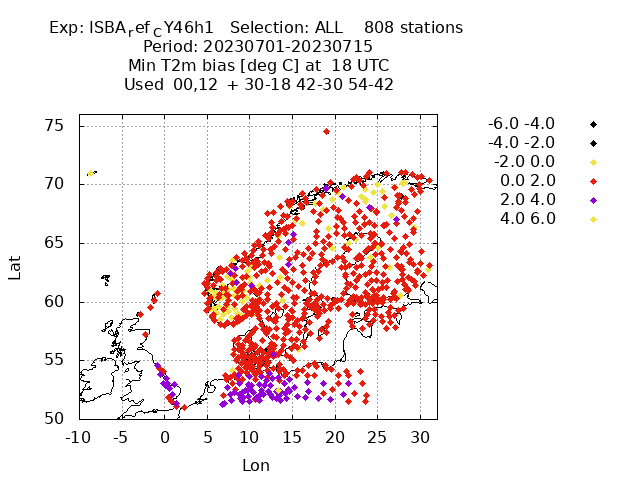 Exp: ISBA_ref_C Y46h1 Selection: ALL 808 stations
Period: 20230701-20230715
Min T2m bias [deg C] at 18 UTC
Used 00,12 + 30-18 42-30 54-42
-6.0 -4.0
-4.0 -2.0
-2.0 0.0
0.0 2.0
2.0 4.0
4.0 6.0
75
70
65
60
55
50
Lat
-10 -5 0 5 10 15 20 25 30
Lon